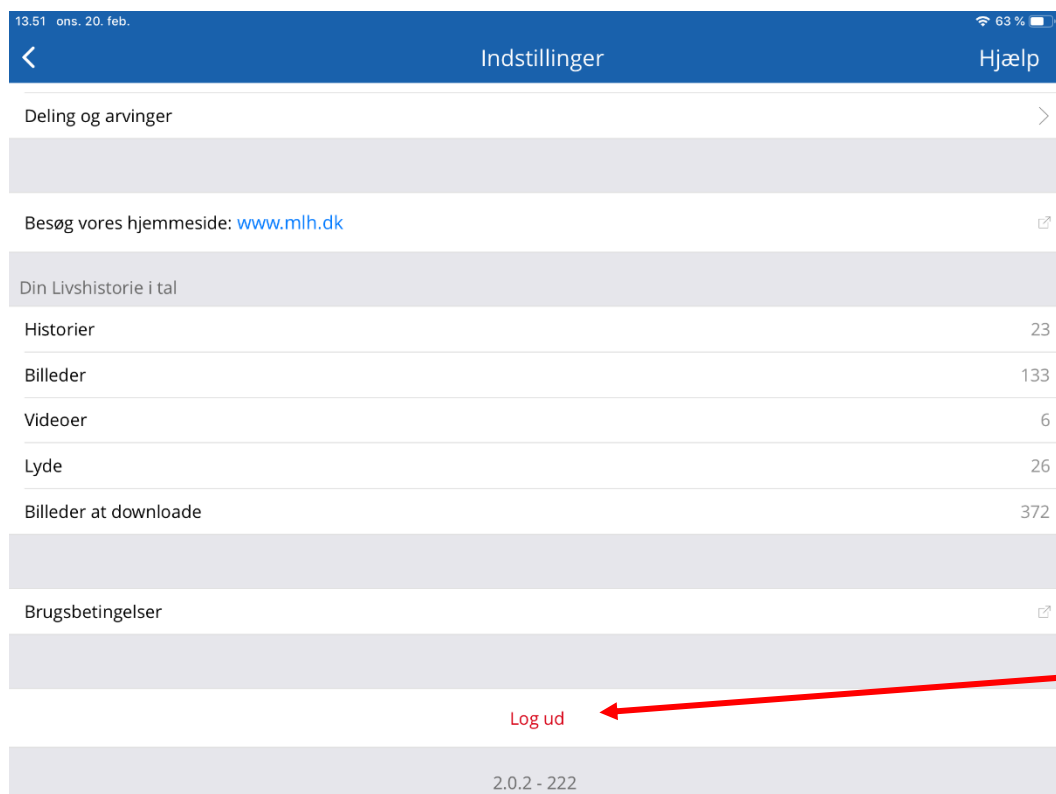 13.51 ons. 20. feb. 63 %
Indstillinger Hjælp
Deling og arvinger
Besøg vores hjemmeside: www.mlh.dk
Din Livshistorie i tal
Historier 23
Billeder 133
Videoer 6
Lyde 26
Billeder at downloade 372
Brugsbetingelser
Log ud
2.0.2 - 222